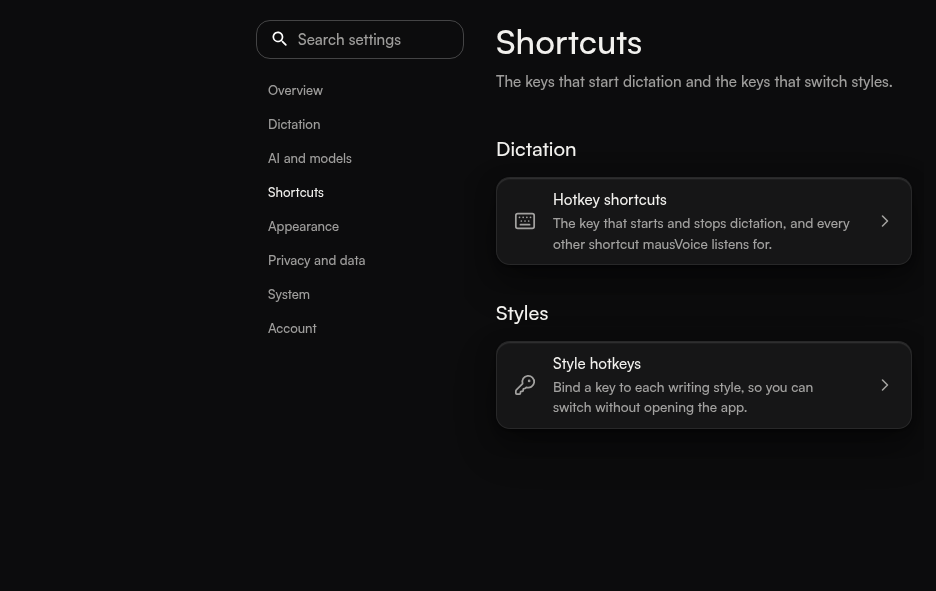 Search settings
Overview
Dictation
AI and models
Shortcuts
Appearance
Privacy and data
System
Account
Shortcuts
The keys that start dictation and the keys that switch styles.
Dictation
Hotkey shortcuts
The key that starts and stops dictation, and every
other shortcut mausVoice listens for.
Styles
Style hotkeys
Bind a key to each writing style, so you can
switch without opening the app.